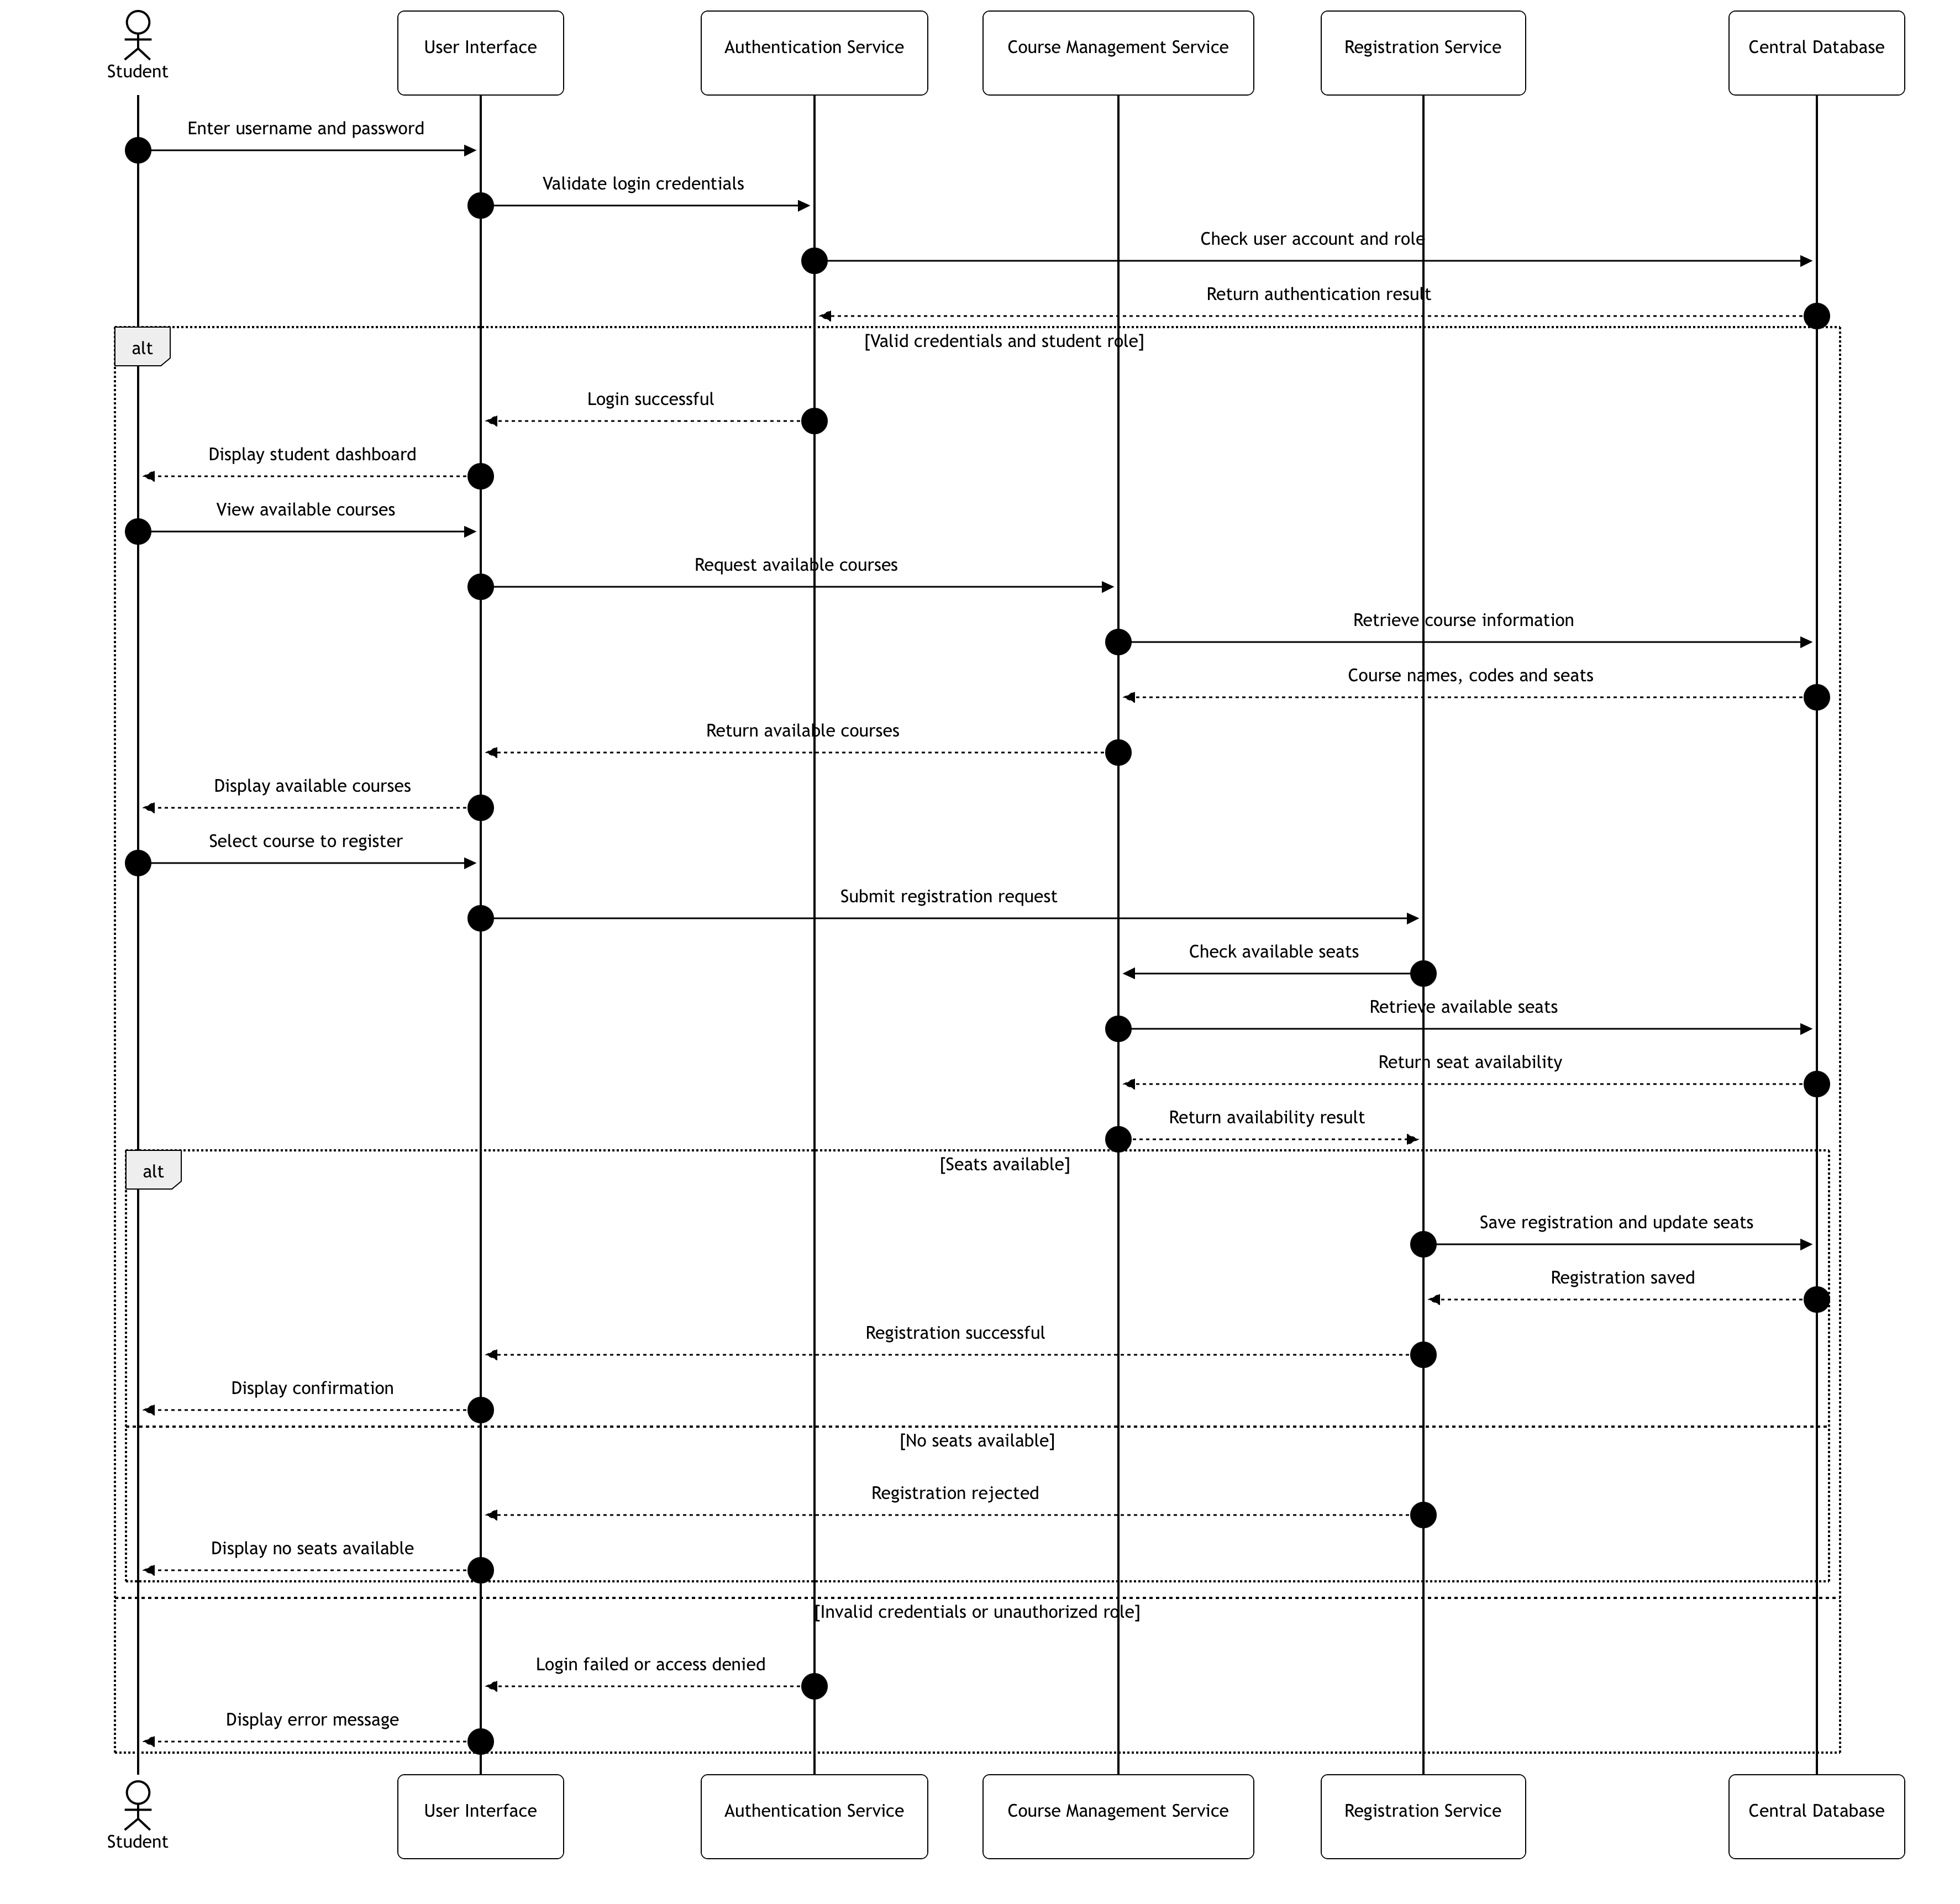 Student
User Interface
Authentication Service
Course Management Service
Registration Service
Central Database
Enter username and password
Validate login credentials
Check user account and role
Return authentication result
alt
[Valid credentials and student role]
Login successful
Display student dashboard
View available courses
Request available courses
Retrieve course information
Course names, codes and seats
Return available courses
Display available courses
Select course to register
Submit registration request
Check available seats
Retrieve available seats
Return seat availability
Return availability result
alt
[Seats available]
Save registration and update seats
Registration saved
Registration successful
Display confirmation
[No seats available]
Registration rejected
Display no seats available
[Invalid credentials or unauthorized role]
Login failed or access denied
Display error message
Student
User Interface
Authentication Service
Course Management Service
Registration Service
Central Database